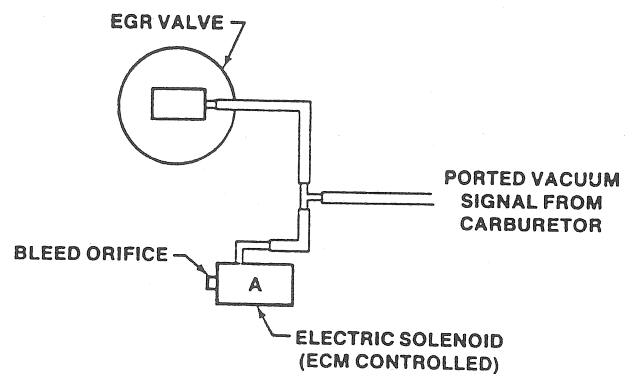 EGR VALVE
PORTED VACUUM
SIGNAL FROM
CARBURETOR
BLEED ORIFICE
A
ELECTRIC SOLENOID
(ECM CONTROLLED)